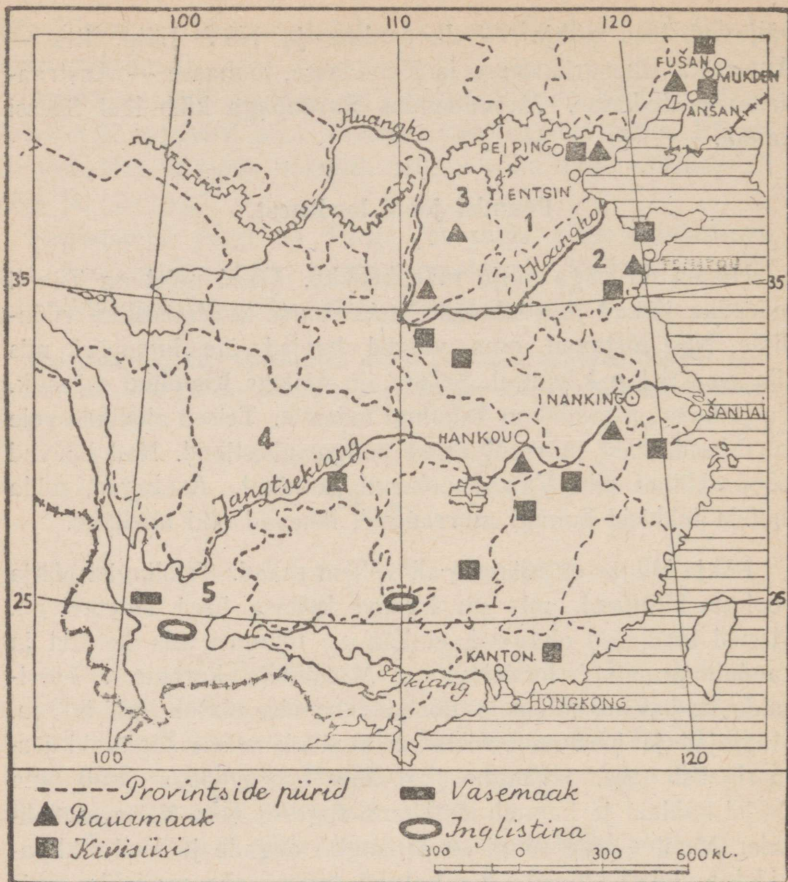 100 110 120
FUŠAN
MUKDEN
ANSAN
Huangho
PEIPING
TIENTSIN
3
1
Hoangho
2
35 35
NANKING
ŠANHAI
HANKOU
4
Jangtsekiang
5
25 25
KANTON
Sikiang
HONGKONG
100 120
Provintside piirid
Vasemaak
Rauamaak
Inglistina
Kivisüsi
300 0 300 600 kl.